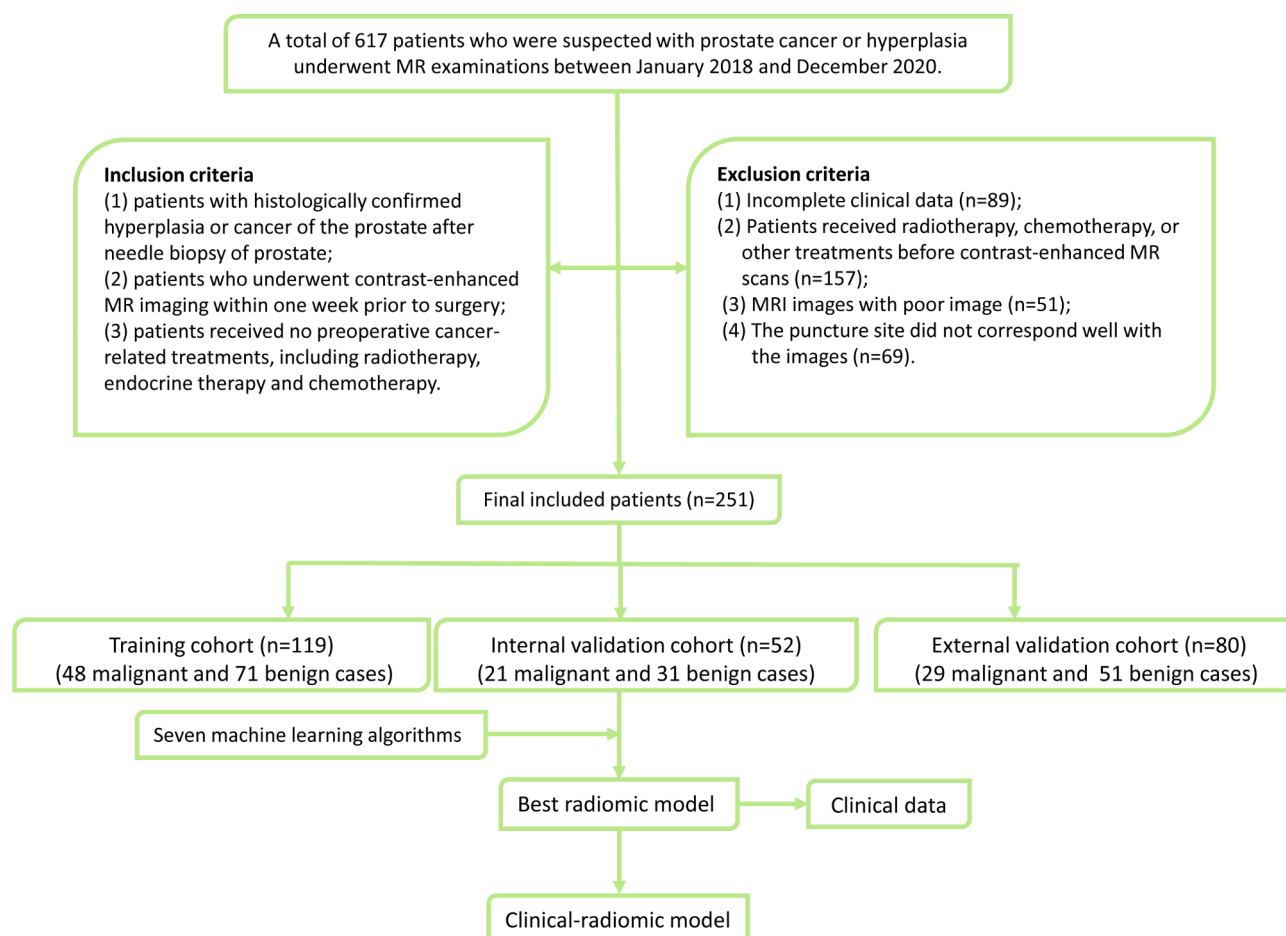 A total of 617 patients who were suspected with prostate cancer or hyperplasia
underwent MR examinations between January 2018 and December 2020.
Inclusion criteria
(1) patients with histologically confirmed
hyperplasia or cancer of the prostate after
needle biopsy of prostate;
(2) patients who underwent contrast-enhanced
MR imaging within one week prior to surgery;
(3) patients received no preoperative cancer-
related treatments, including radiotherapy,
endocrine therapy and chemotherapy.
Exclusion criteria
(1) Incomplete clinical data (n=89);
(2) Patients received radiotherapy, chemotherapy, or
other treatments before contrast-enhanced MR
scans (n=157);
(3) MRI images with poor image (n=51);
(4) The puncture site did not correspond well with
the images (n=69).
Final included patients (n=251)
Training cohort (n=119)
(48 malignant and 71 benign cases)
Internal validation cohort (n=52)
(21 malignant and 31 benign cases)
External validation cohort (n=80)
(29 malignant and 51 benign cases)
Seven machine learning algorithms
Best radiomic model
Clinical data
Clinical-radiomic model